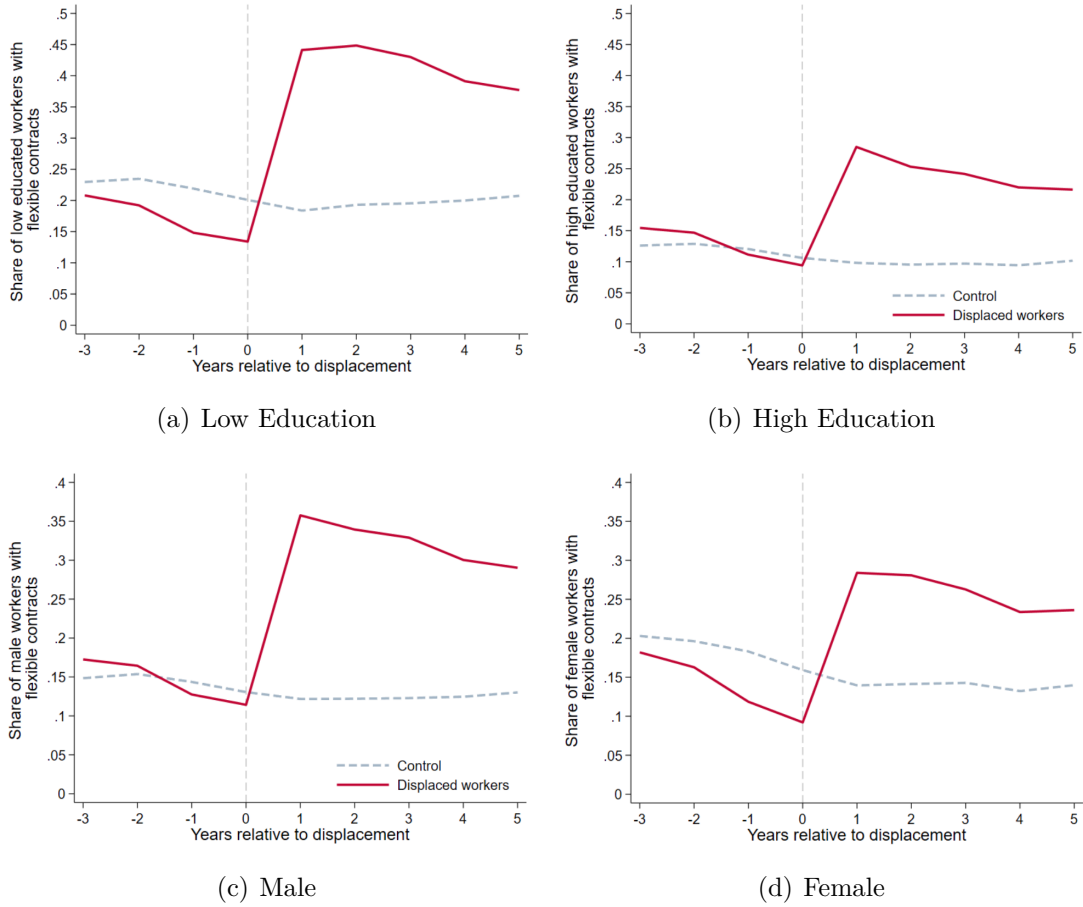 Share of low educated workers with
flexible contracts
.5
.45
.4
.35
.3
.25
.2
.15
.1
.05
0
-3 -2 -1 0 1 2 3 4 5
Years relative to displacement
(a) Low Education
Share of high educated workers with
flexible contracts
.5
.45
.4
.35
.3
.25
.2
.15
.1
.05
0
Control
Displaced workers
-3 -2 -1 0 1 2 3 4 5
Years relative to displacement
(b) High Education
Share of male workers with
flexible contracts
.4
.35
.3
.25
.2
.15
.1
.05
0
Control
Displaced workers
-3 -2 -1 0 1 2 3 4 5
Years relative to displacement
(c) Male
Share of female workers with
flexible contracts
.4
.35
.3
.25
.2
.15
.1
.05
0
-3 -2 -1 0 1 2 3 4 5
Years relative to displacement
(d) Female